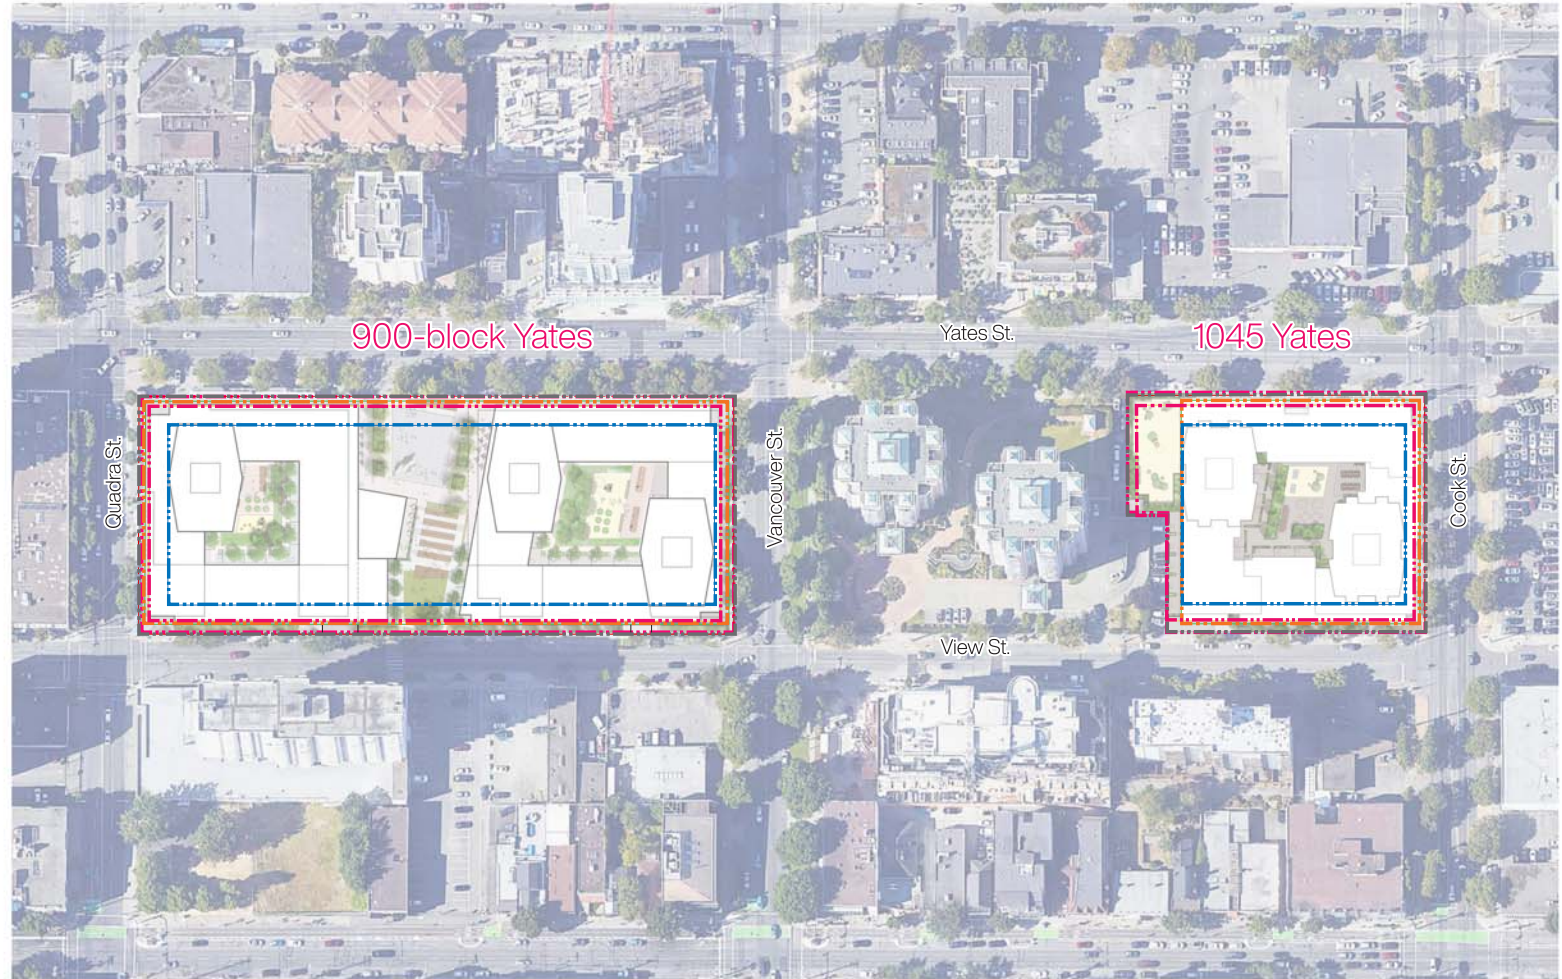 900-block Yates
Yates St.
1045 Yates
Quadra St.
Vancouver St.
Cook St.
View St.